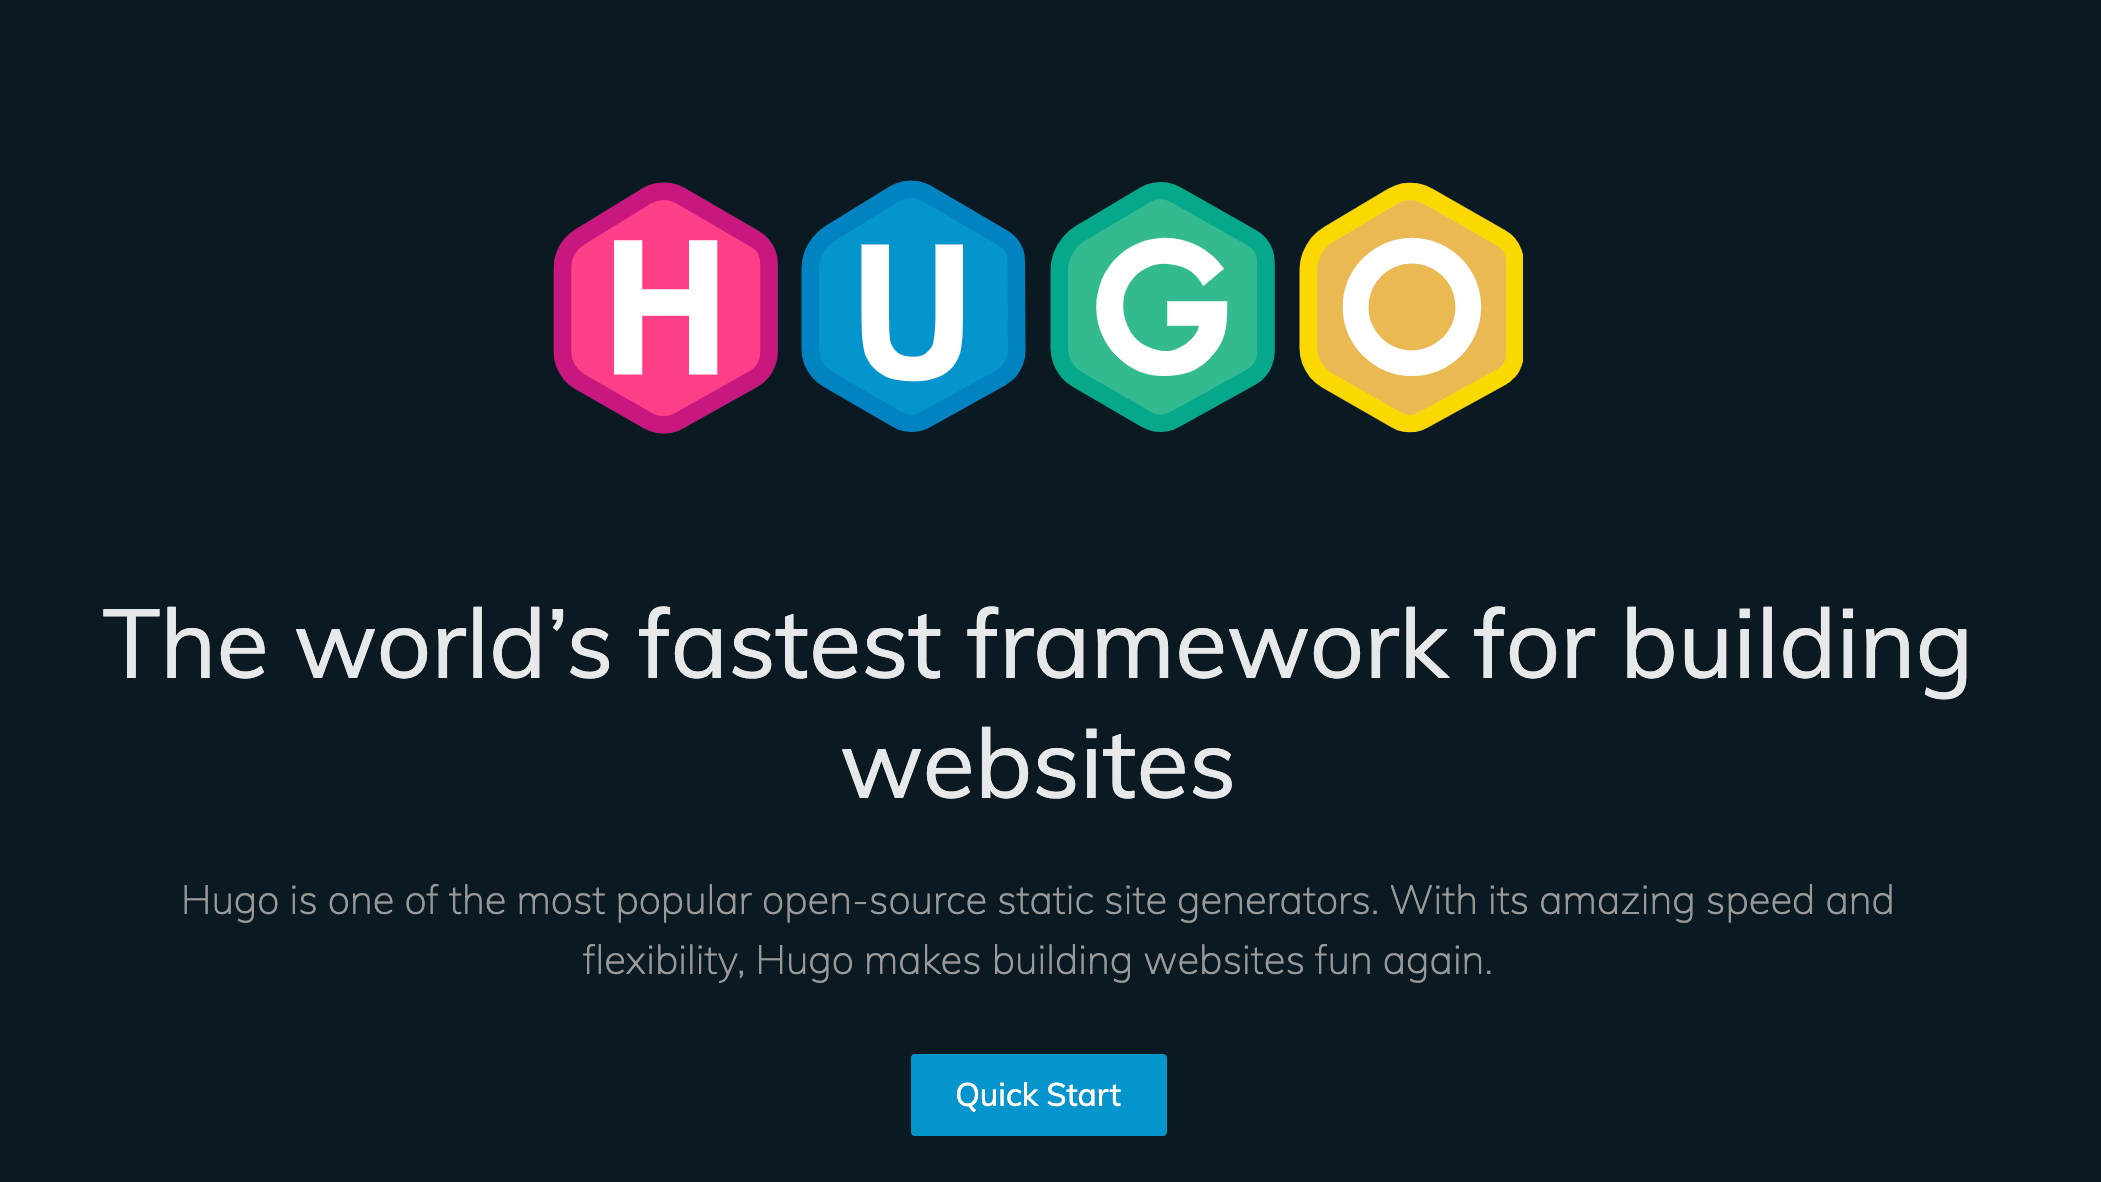 HUGO
The world’s fastest framework for building
websites
Hugo is one of the most popular open-source static site generators. With its amazing speed and
flexibility, Hugo makes building websites fun again.
Quick Start